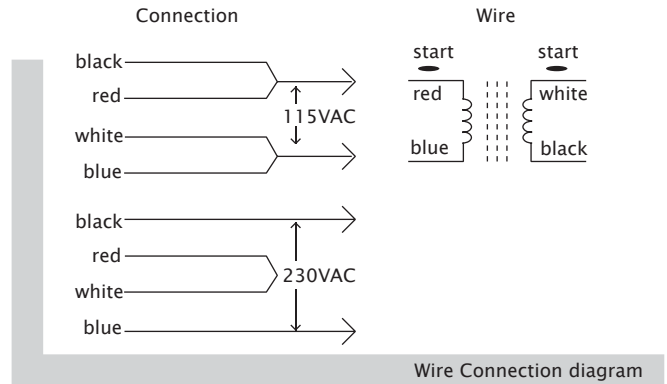 Connection
black
red
115VAC
white
blue
black
red
230VAC
white
blue
Wire
start start
red white
blue black
Wire Connection diagram